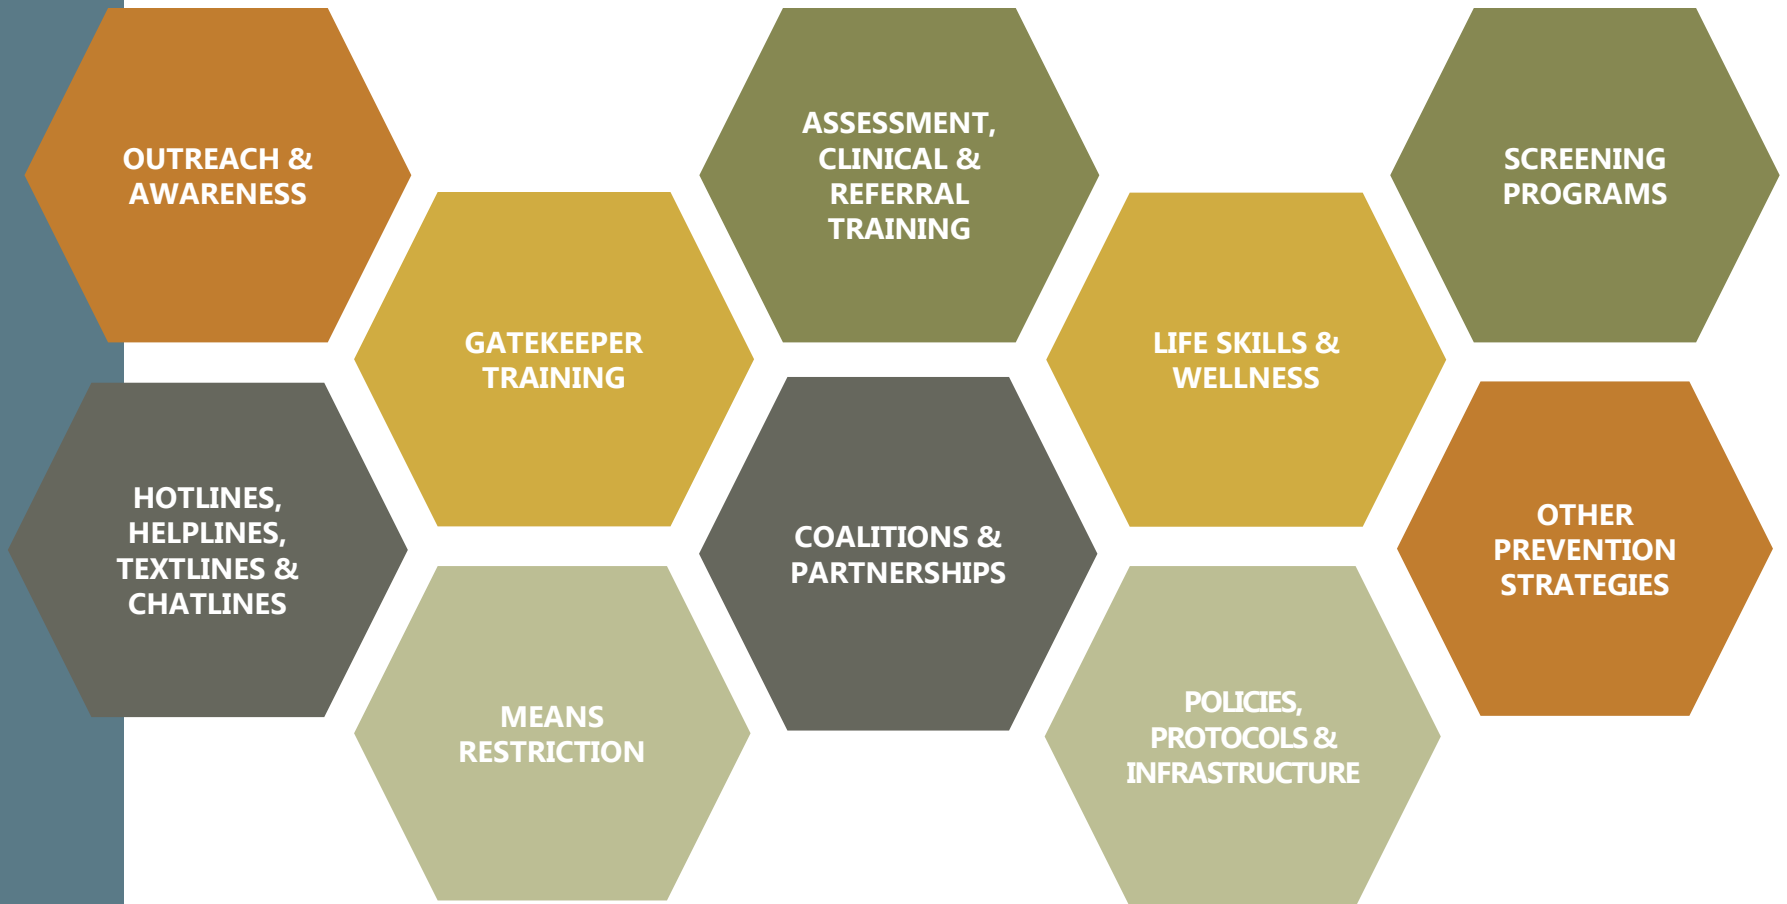 OUTREACH &
AWARENESS
ASSESSMENT,
CLINICAL &
REFERRAL
TRAINING
SCREENING
PROGRAMS
GATEKEEPER
TRAINING
LIFE SKILLS &
WELLNESS
HOTLINES,
HELPLINES,
TEXTLINES &
CHATLINES
COALITIONS &
PARTNERSHIPS
OTHER
PREVENTION
STRATEGIES
MEANS
RESTRICTION
POLICIES,
PROTOCOLS &
INFRASTRUCTURE